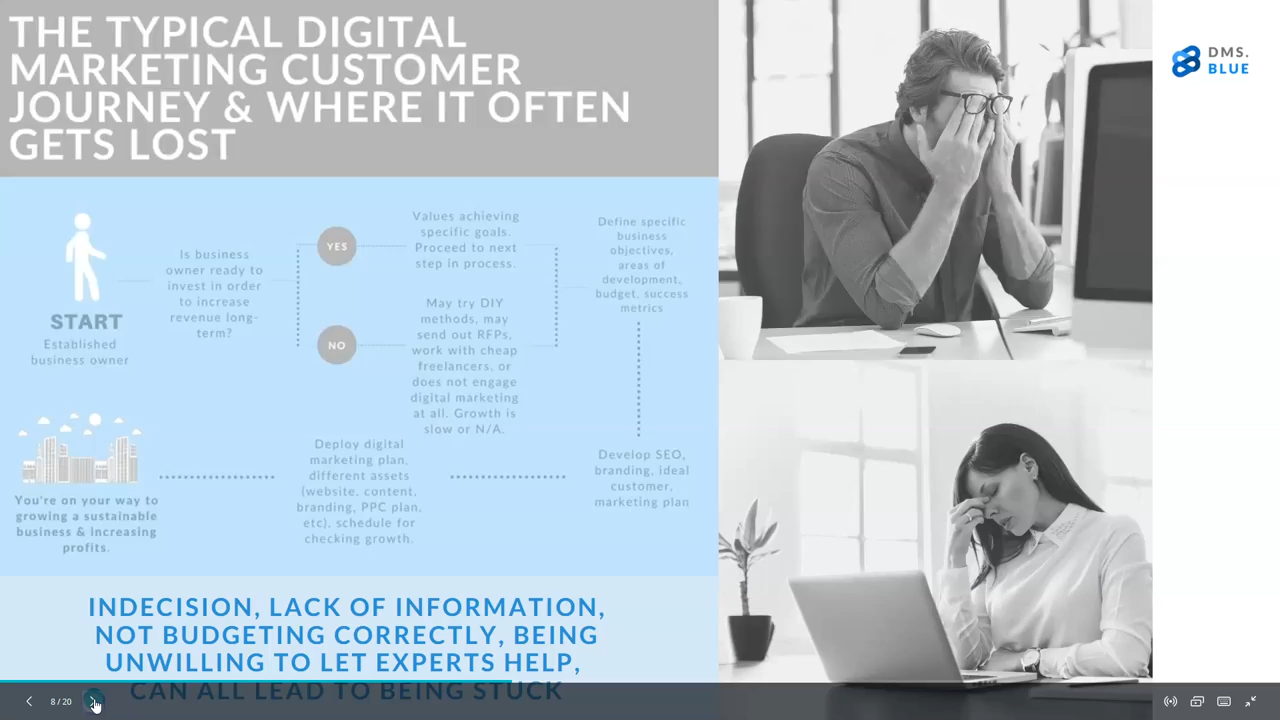 THE TYPICAL DIGITAL
MARKETING CUSTOMER
JOURNEY & WHERE IT OFTEN
GETS LOST
DMS.
BLUE
START
Established
business owner
Is business
owner ready to
invest in order
to increase
revenue long-
term?
YES
Values achieving
specific goals.
Proceed to next
step in process.
NO
May try DIY
methods, may
send out RFPs,
work with cheap
freelancers, or
does not engage
digital marketing
at all. Growth is
slow or N/A.
Define specific
business
objectives,
areas of
development,
budget, success
metrics
Develop SEO,
branding, ideal
customer,
marketing plan
Deploy digital
marketing plan,
different assets
(website, content,
branding, PPC plan,
etc), schedule for
checking growth.
You're on your way to
growing a sustainable
business & increasing
profits.
INDECISION, LACK OF INFORMATION,
NOT BUDGETING CORRECTLY, BEING
UNWILLING TO LET EXPERTS HELP,
CAN ALL LEAD TO BEING STUCK
8 / 20